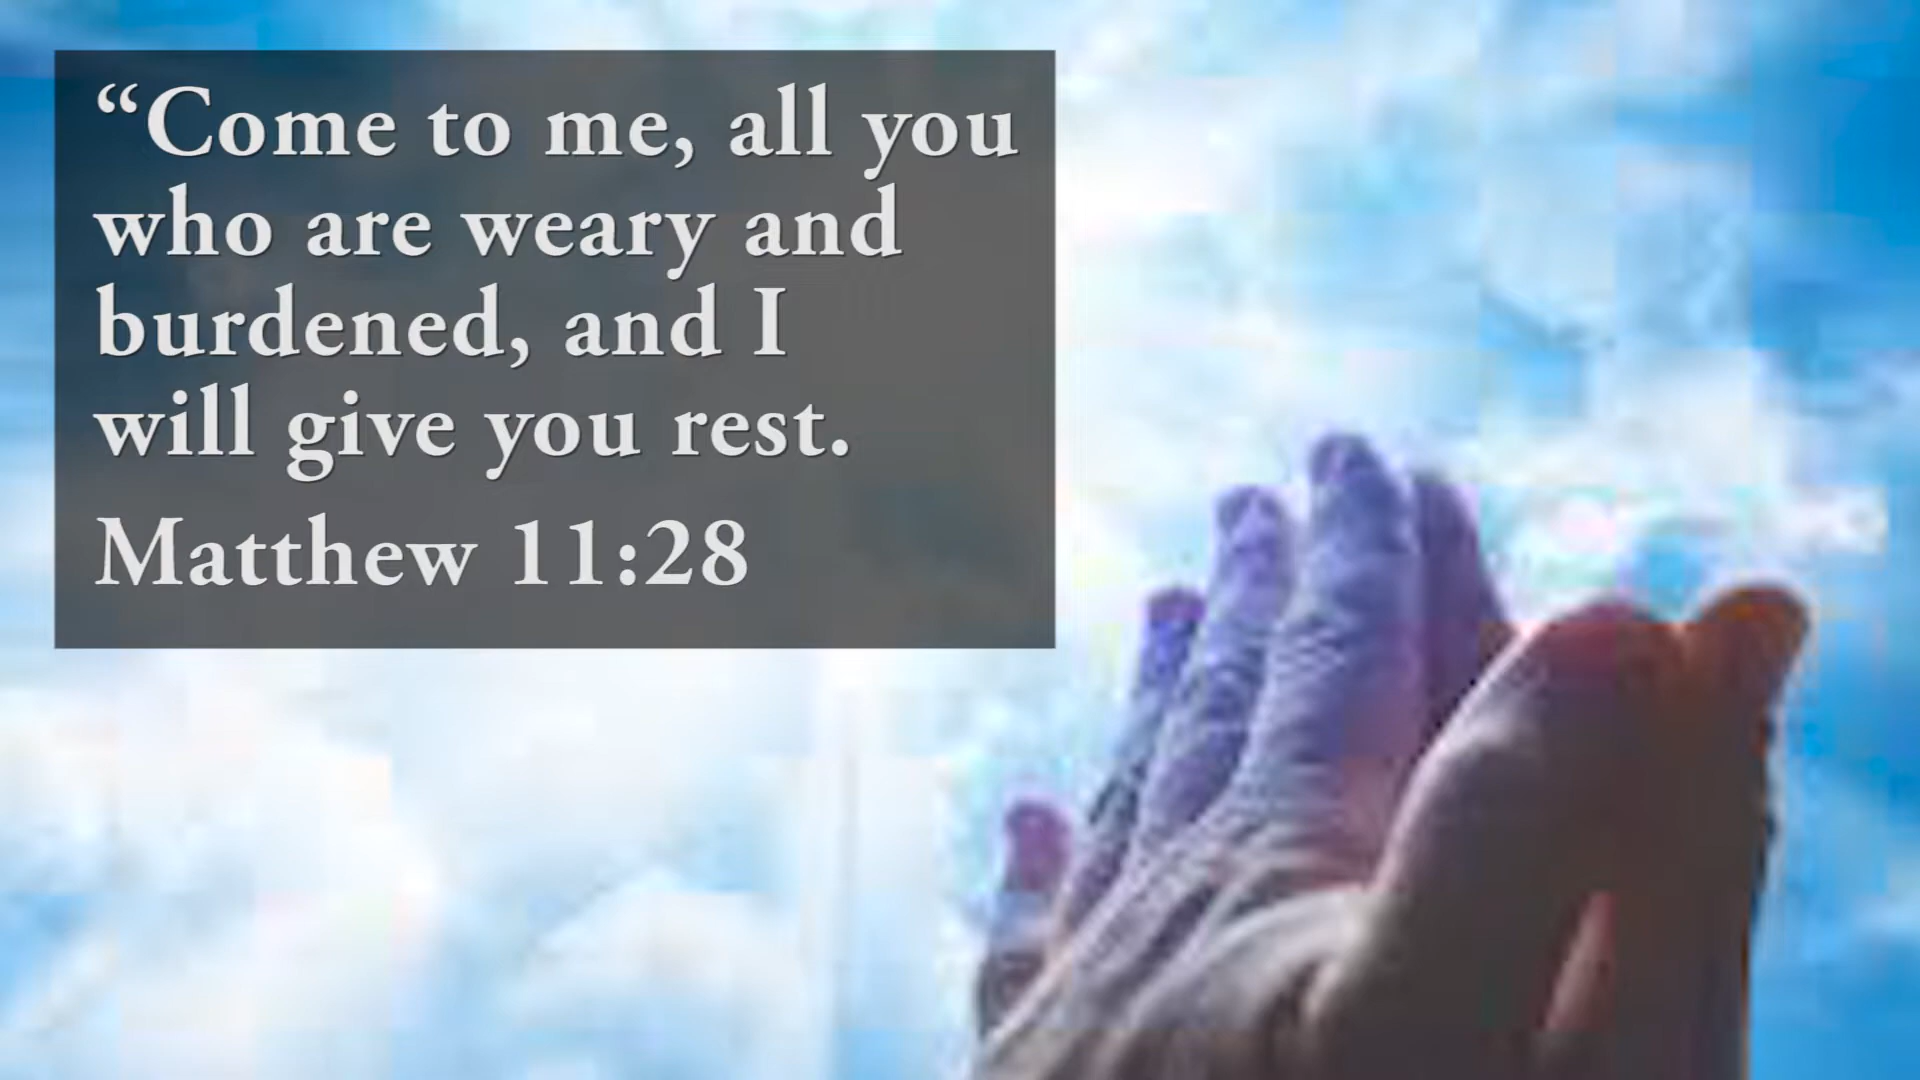 “Come to me, all you
who are weary and
burdened, and I
will give you rest.
Matthew 11:28